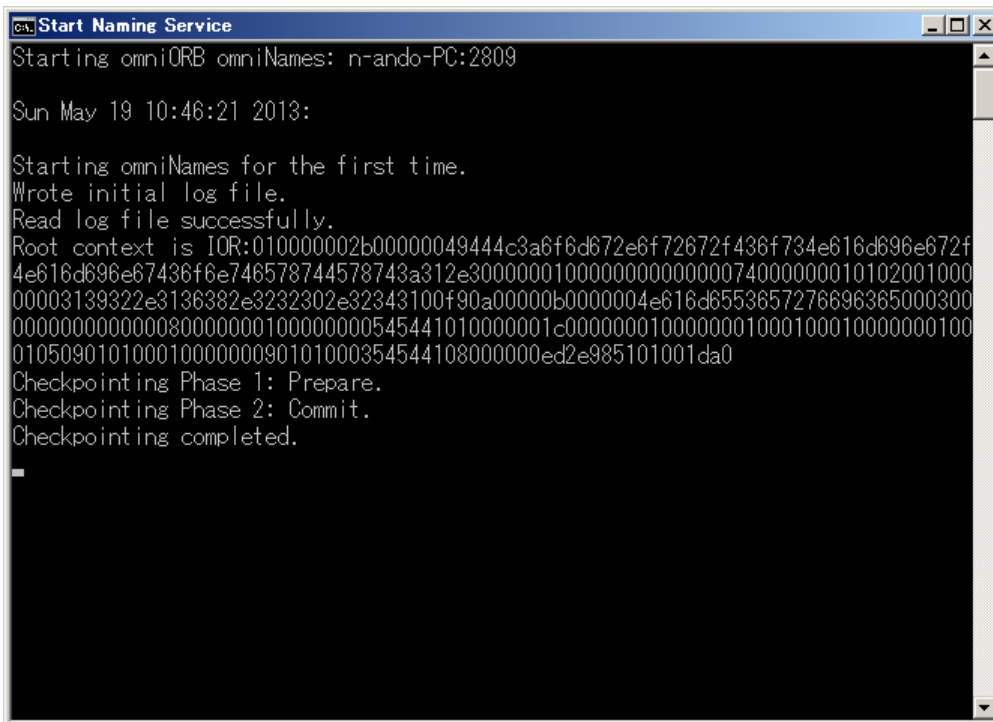 Start Naming Service
Starting omniORB omniNames: n-ando-PC:2809
Sun May 19 10:46:21 2013:
Starting omniNames for the first time.
Wrote initial log file.
Read log file successfully.
Root context is IOR:010000002b00000049444c3a6f6d672e6f72672f436f734e616d696e672f
4e616d696e67436f6e746578744578743a312e300000010000000000000074000000010102001000
00003139322e3136382e3232302e32343100f90a00000b0000004e616d6553657276696365000300
000000000000080000000100000000545441010000001c0000000100000001000100010000000100
01050901010001000000090101000354544108000000ed2e985101001da0
Checkpointing Phase 1: Prepare.
Checkpointing Phase 2: Commit.
Checkpointing completed.